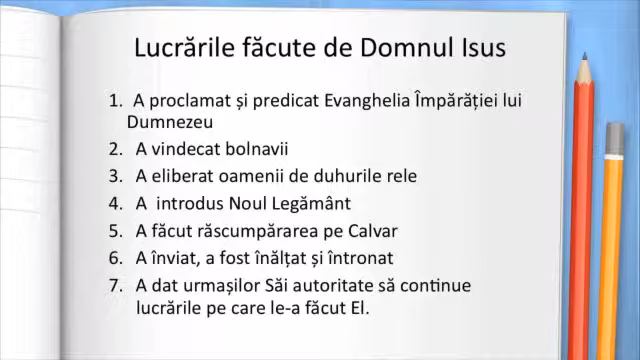 Lucrările făcute de Domnul Isus
1. A proclamat și predicat Evanghelia Împărăției lui
Dumnezeu
2. A vindecat bolnavii
3. A eliberat oamenii de duhurile rele
4. A introdus Noul Legământ
5. A făcut răscumpărarea pe Calvar
6. A înviat, a fost înălțat și întronat
7. A dat urmașilor Săi autoritate să continue
lucrările pe care le-a făcut El.